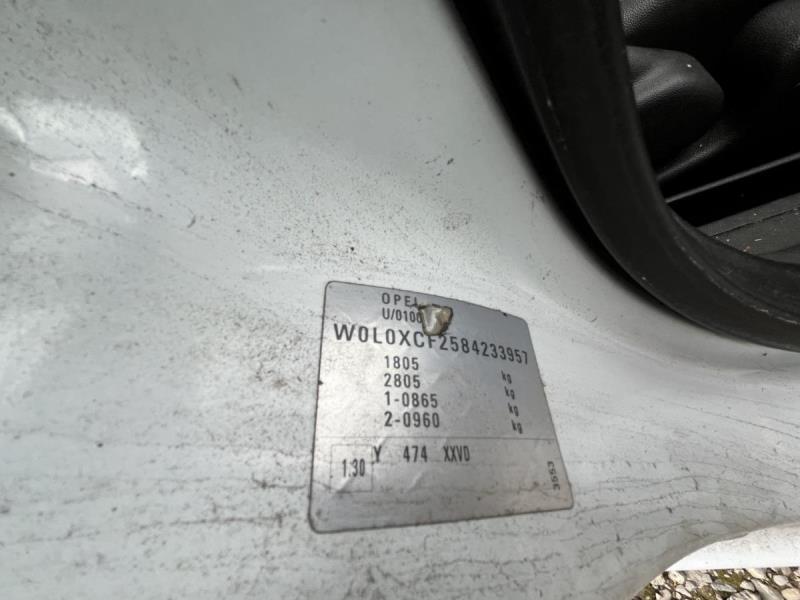 OPEL
U/0100
W0L0XCF2584233957
1805 kg
2805 kg
1-0865 kg
2-0960 kg
1.30 Y 474 XXVD
3553